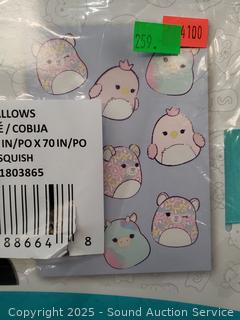 259.
4100
ALLOWS
É / COBIJA
IN/PO X 70 IN/PO
SQUISH
1803865
88664
8
Copyright © 2025 - Sound Auction Service